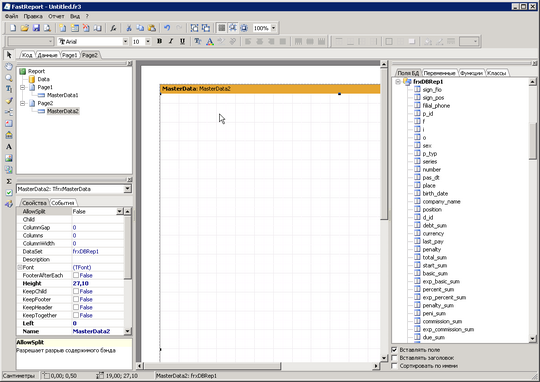 FastReport - Untitled.fr3
Файл Правка Отчет Вид ?
100%
Arial 10
Код Данные Page1 Page2
Report
Data
Page1
MasterData1
Page2
MasterData2
MasterData2: TfrxMasterData
Свойства События
AllowSplit False
Child
ColumnGap 0
Columns 0
ColumnWidth 0
DataSet frxDBRep1
Description
Font (TFont)
FooterAfterEach False
Height 27,10
KeepChild False
KeepFooter False
KeepHeader False
KeepTogether False
Left 0
Name MasterData2
AllowSplit
Разрешает разрыв содержимого бэнда
MasterData: MasterData2
Поля БД Переменные Функции Классы
frxDBRep1
sign_fio
sign_pos
filial_phone
p_id
f
i
o
sex
p_typ
series
number
pas_dt
place
birth_date
company_name
position
d_id
debt_sum
currency
last_pay
penalty
total_sum
start_sum
basic_sum
exp_basic_sum
percent_sum
exp_percent_sum
penalty_sum
peni_sum
commission_sum
exp_commission_sum
due_sum
Вставлять поле
Вставлять заголовок
Сортировать по имени
Сантиметры 0,00; 0,50 19,00; 27,10 MasterData2: frxDBRep1